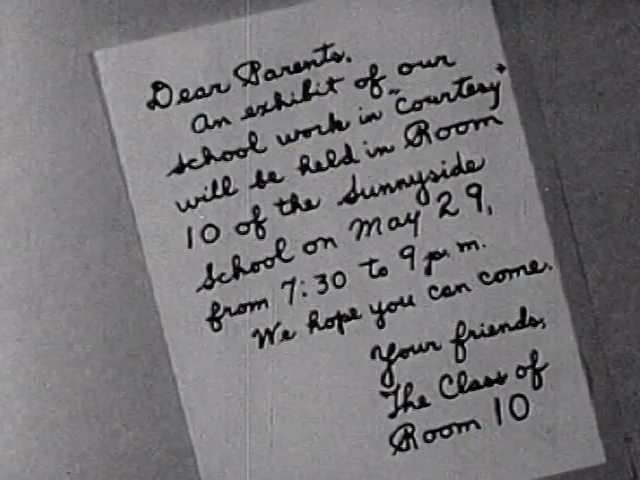 Dear Parents,
An exhibit of our
school work in "Courtesy"
will be held in Room
10 of the Sunnyside
School on May 29,
from 7:30 to 9 p.m.
We hope you can come.
Your friends,
The Class of
Room 10